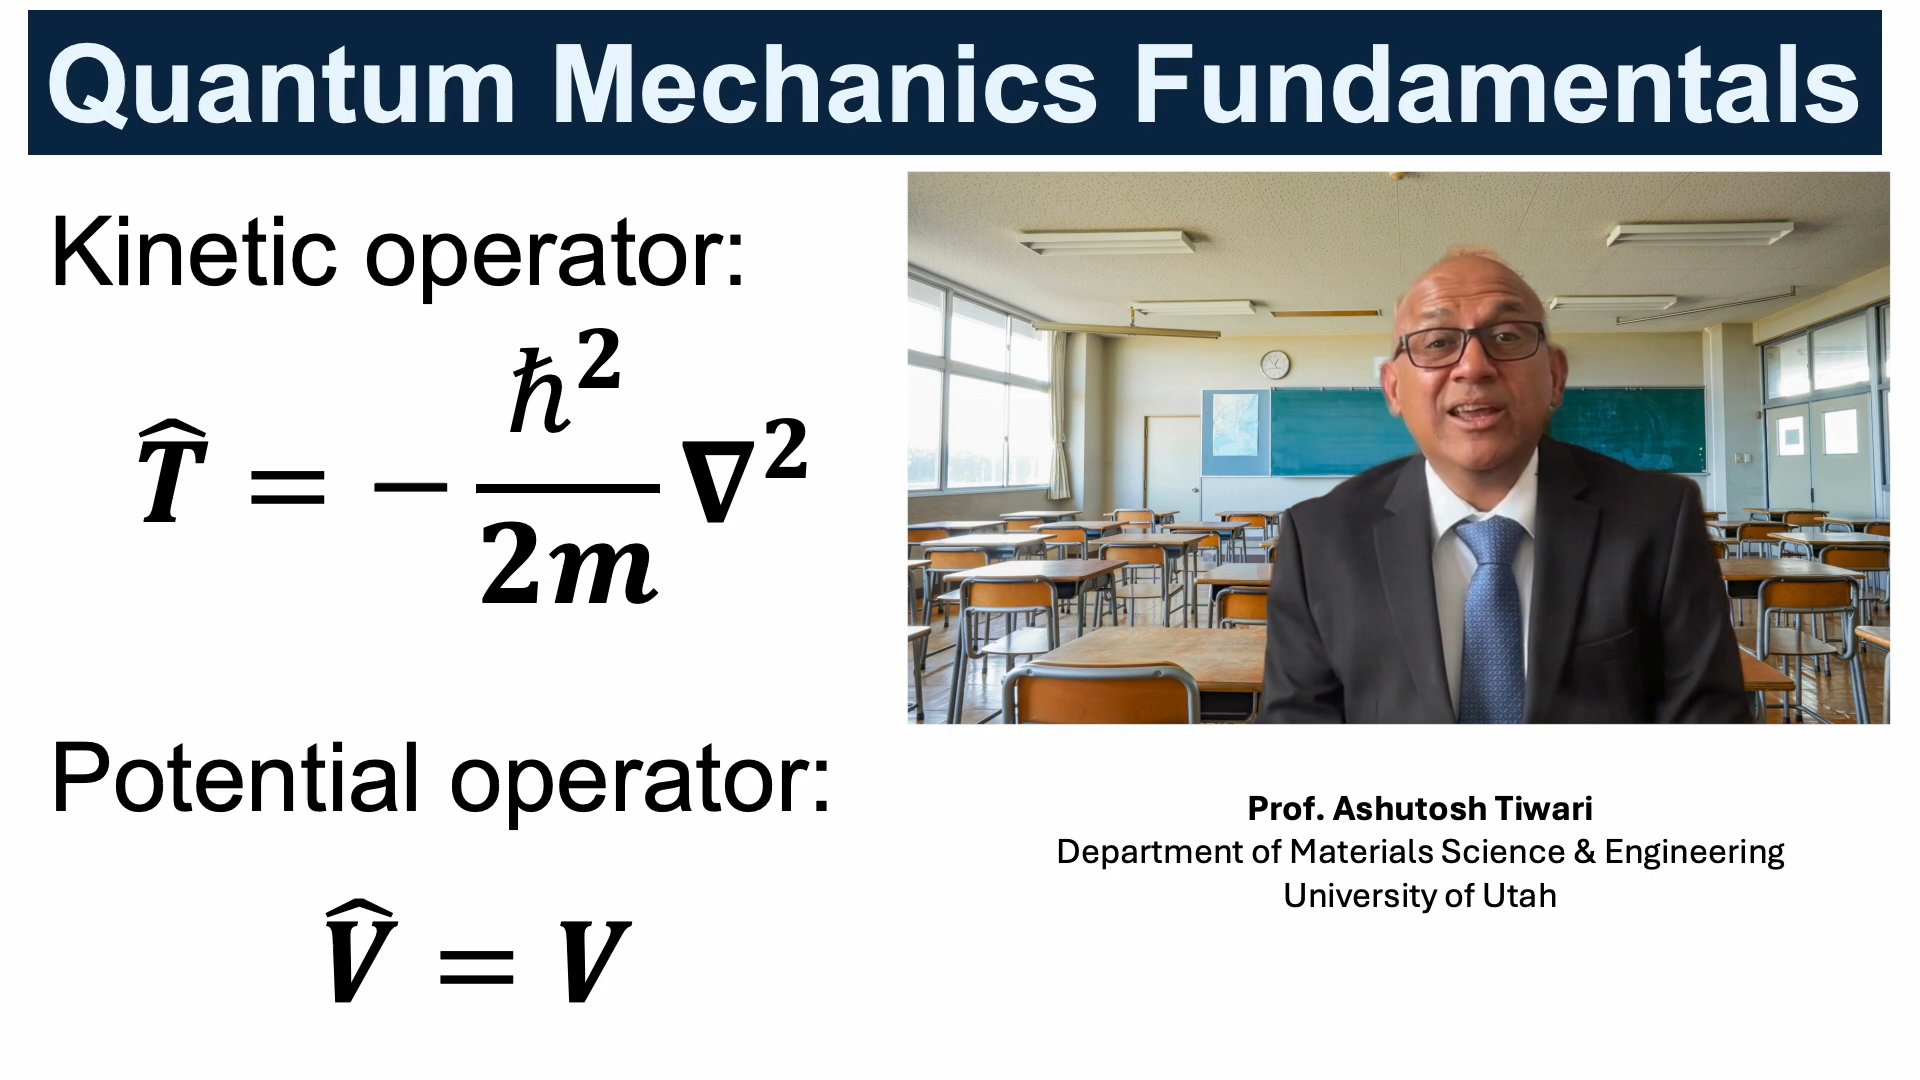 Quantum Mechanics Fundamentals
Kinetic operator:
T̂ = − ℏ²/2m ∇²
Potential operator:
V̂ = V
Prof. Ashutosh Tiwari
Department of Materials Science & Engineering
University of Utah